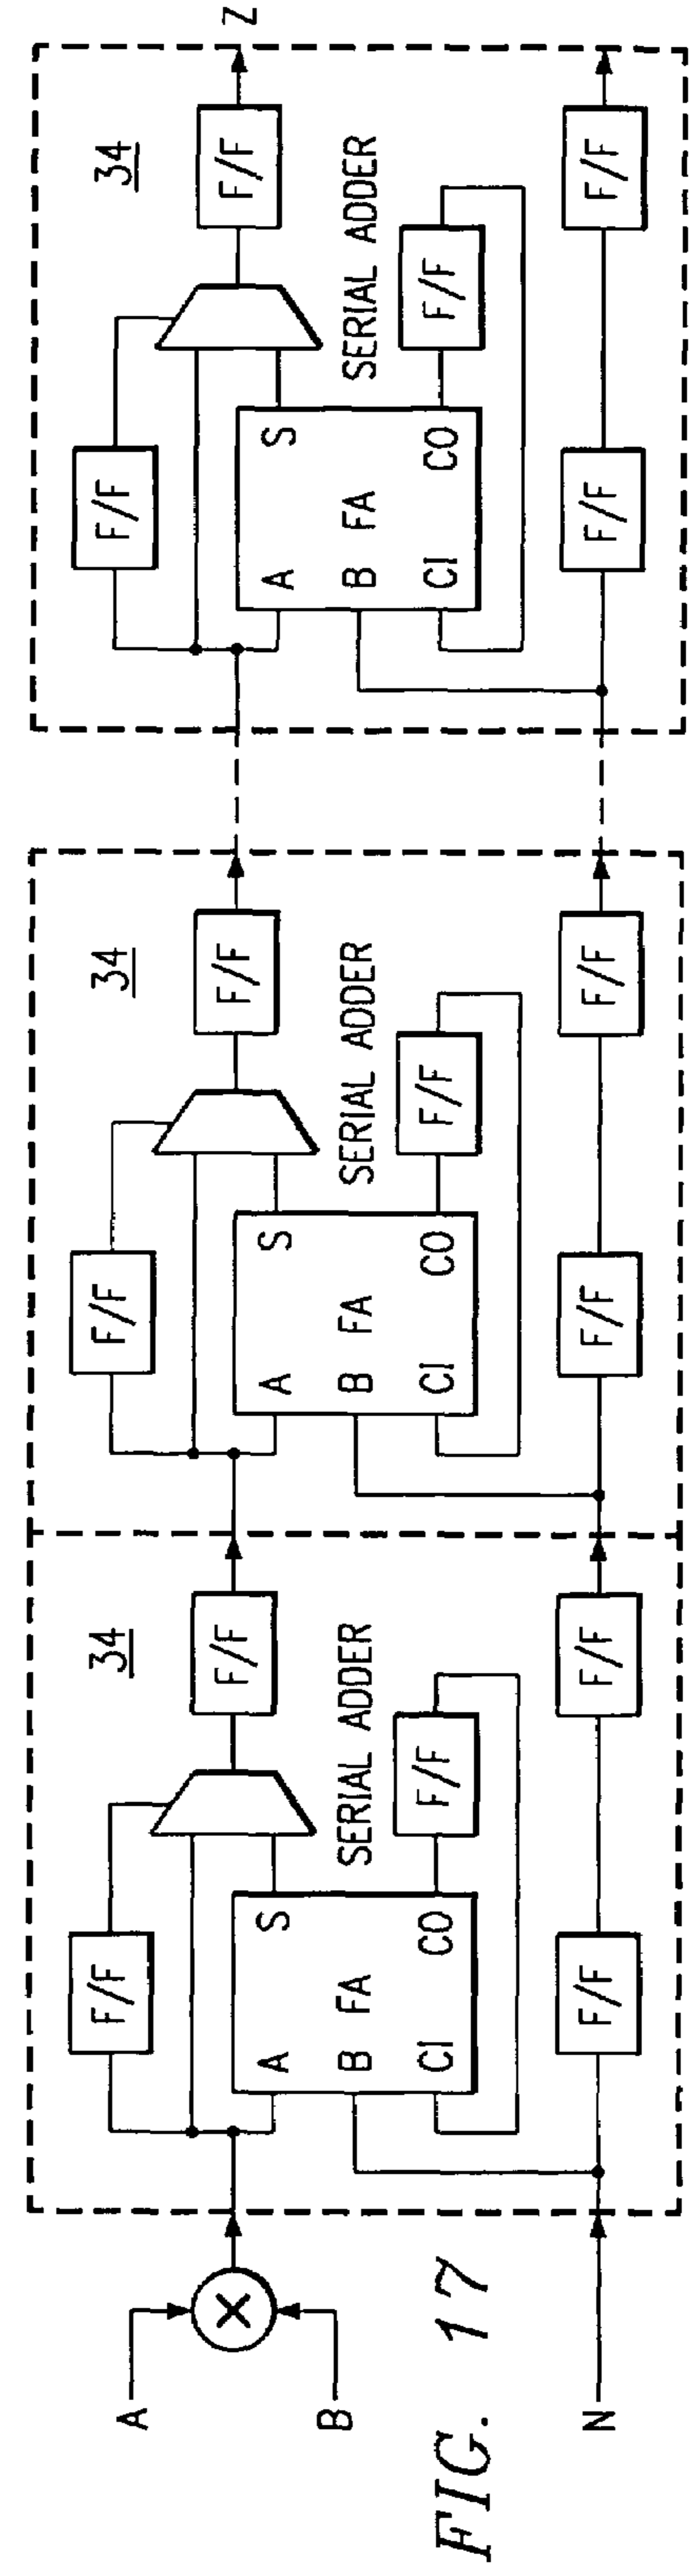 34
F/F
F/F
S
A
B
FA
CI
CO
SERIAL ADDER
F/F
F/F
F/F
34
F/F
F/F
S
A
B
FA
CI
CO
SERIAL ADDER
F/F
F/F
F/F
34
F/F
F/F
S
A
B
FA
CI
CO
SERIAL ADDER
F/F
F/F
F/F
Z
A
B
N
FIG. 17